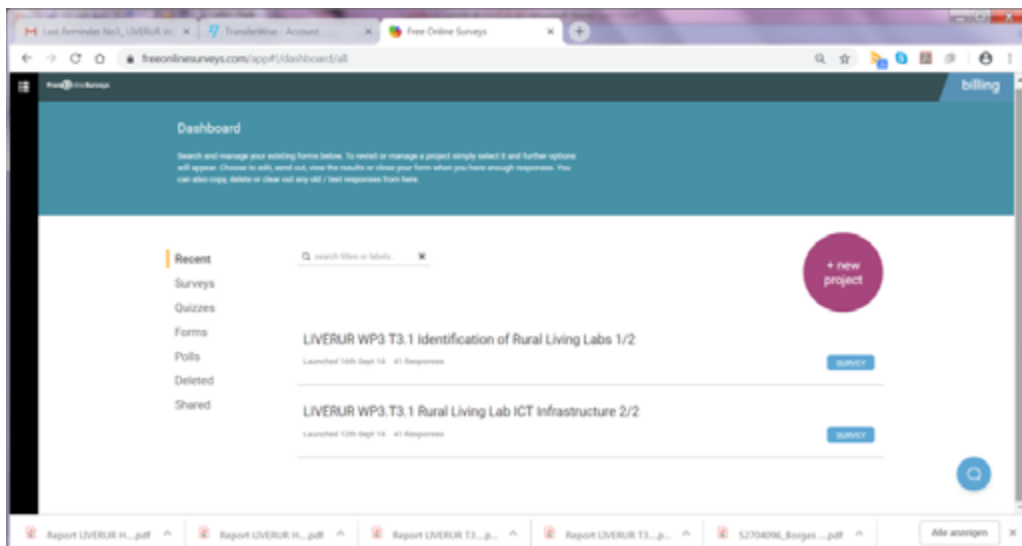 Last Reminder No1_ LIVERUR
TransferWise - Account
Free Online Surveys
freeonlinesurveys.com/app#!/dashboard/all
billing
Dashboard
Search and manage your existing forms below. To revisit or manage a project simply select it and further options
will appear. Choose to edit, send out, view the results or close your form when you have enough responses. You
can also copy, delete or clear out any old / test responses from here.
Recent
search titles or labels..
+ new
project
Surveys
Quizzes
Forms
Polls
Deleted
Shared
LIVERUR WP3 T3.1 Identification of Rural Living Labs 1/2
Launched 16th Sept 18 41 Responses
SURVEY
LIVERUR WP3.T3.1 Rural Living Lab ICT Infrastructure 2/2
Launched 12th Sept 18 41 Responses
SURVEY
Report LIVERUR H....pdf
Report LIVERUR H....pdf
Report LIVERUR T3....p...
Report LIVERUR T3....p...
52704096_Borges ....pdf
Alle anzeigen